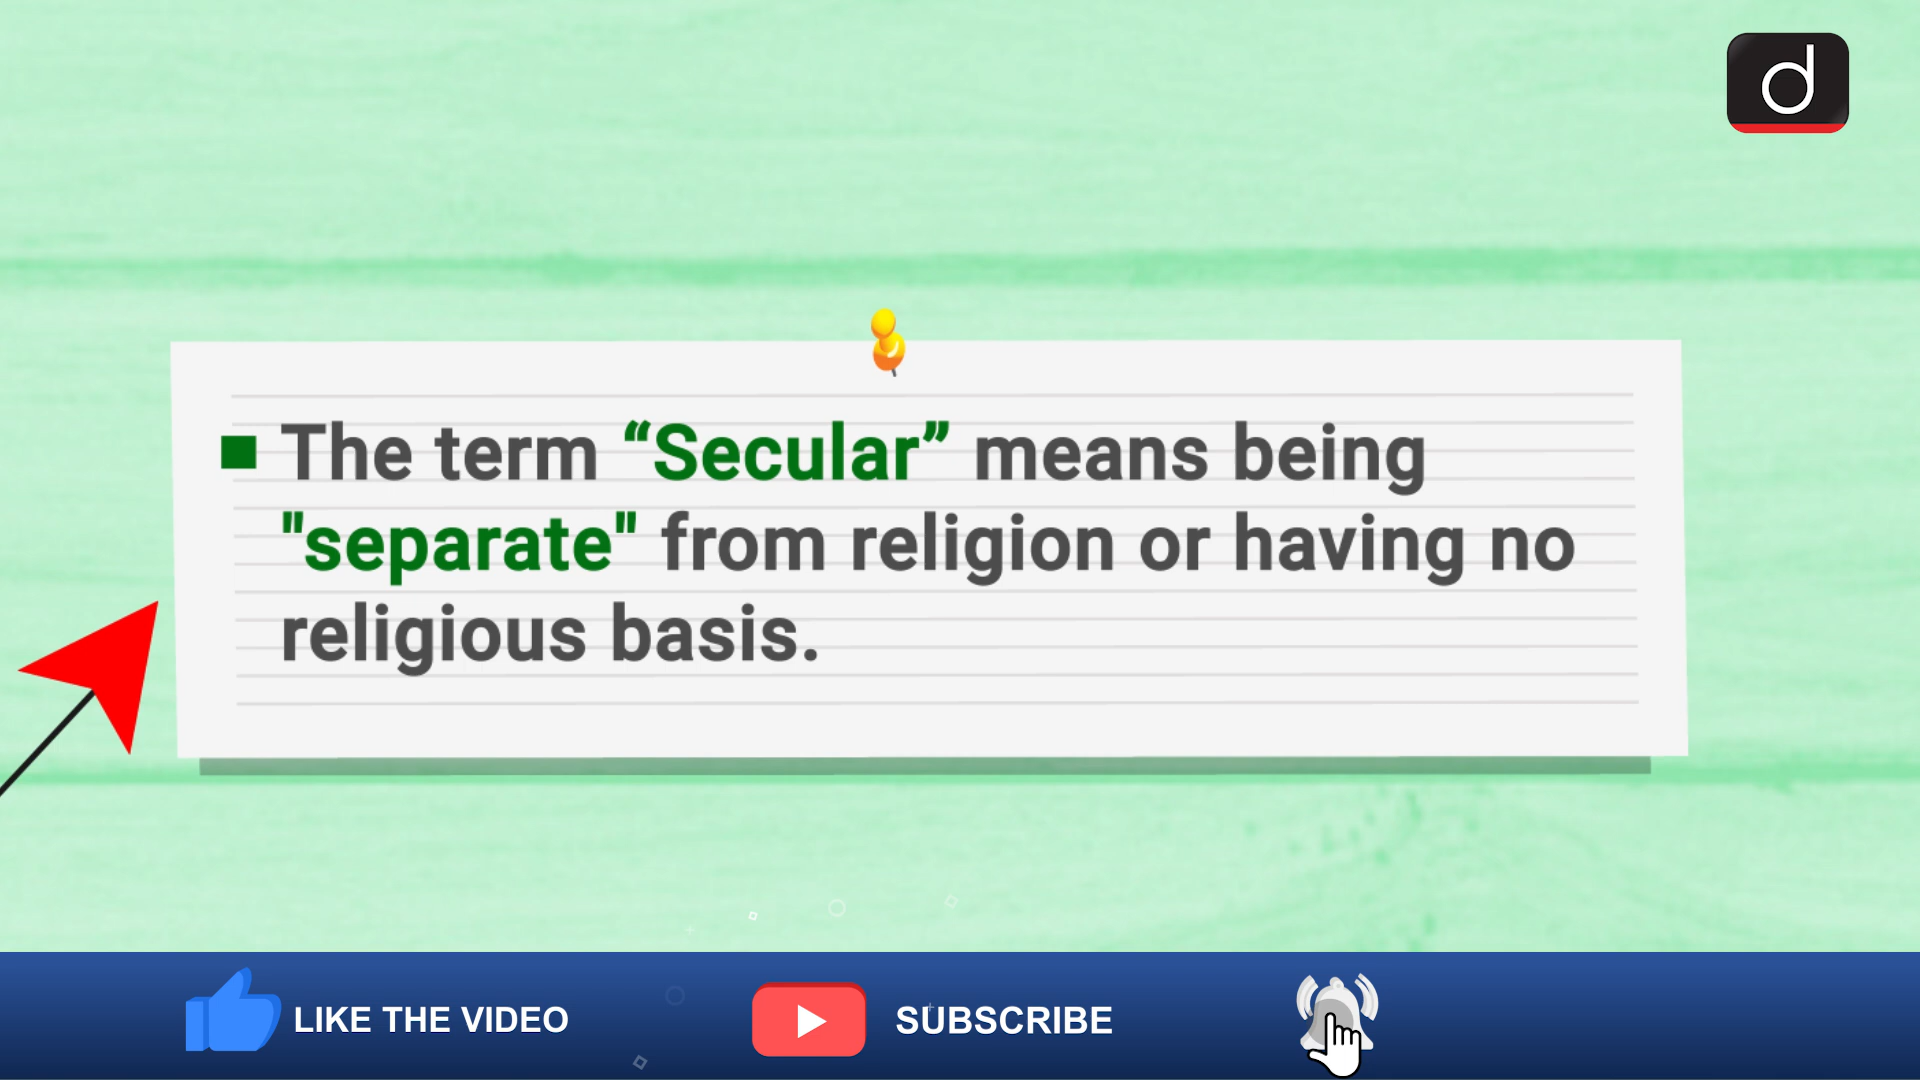 d
The term “Secular” means being
"separate" from religion or having no
religious basis.
LIKE THE VIDEO
SUBSCRIBE